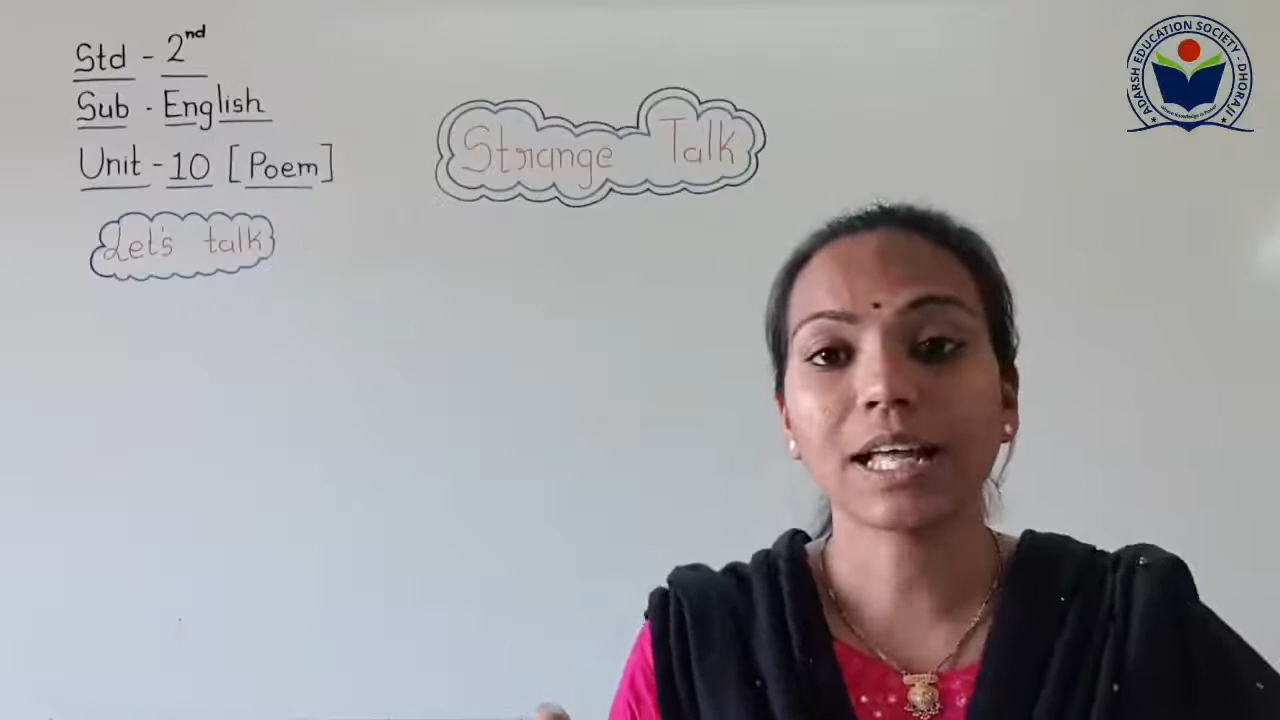 Std - 2nd
Sub - English
Unit - 10 [Poem]
Let's talk
Strange Talk
ADARSH EDUCATION SOCIETY - DHORAJI